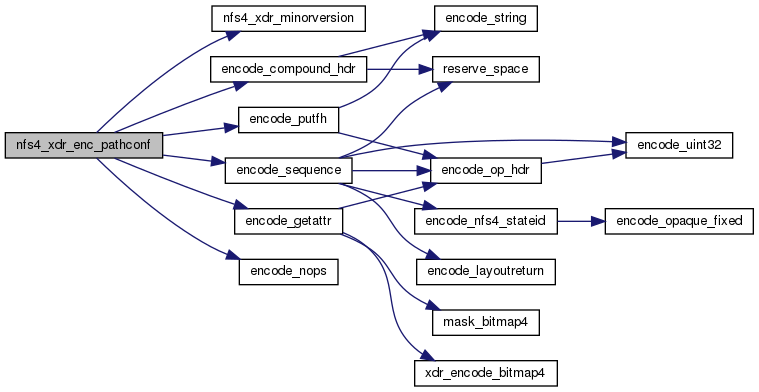 nfs4_xdr_enc_pathconf
nfs4_xdr_minorversion
encode_compound_hdr
encode_putfh
encode_sequence
encode_getattr
encode_nops
encode_string
reserve_space
encode_op_hdr
encode_nfs4_stateid
encode_layoutreturn
mask_bitmap4
xdr_encode_bitmap4
encode_uint32
encode_opaque_fixed